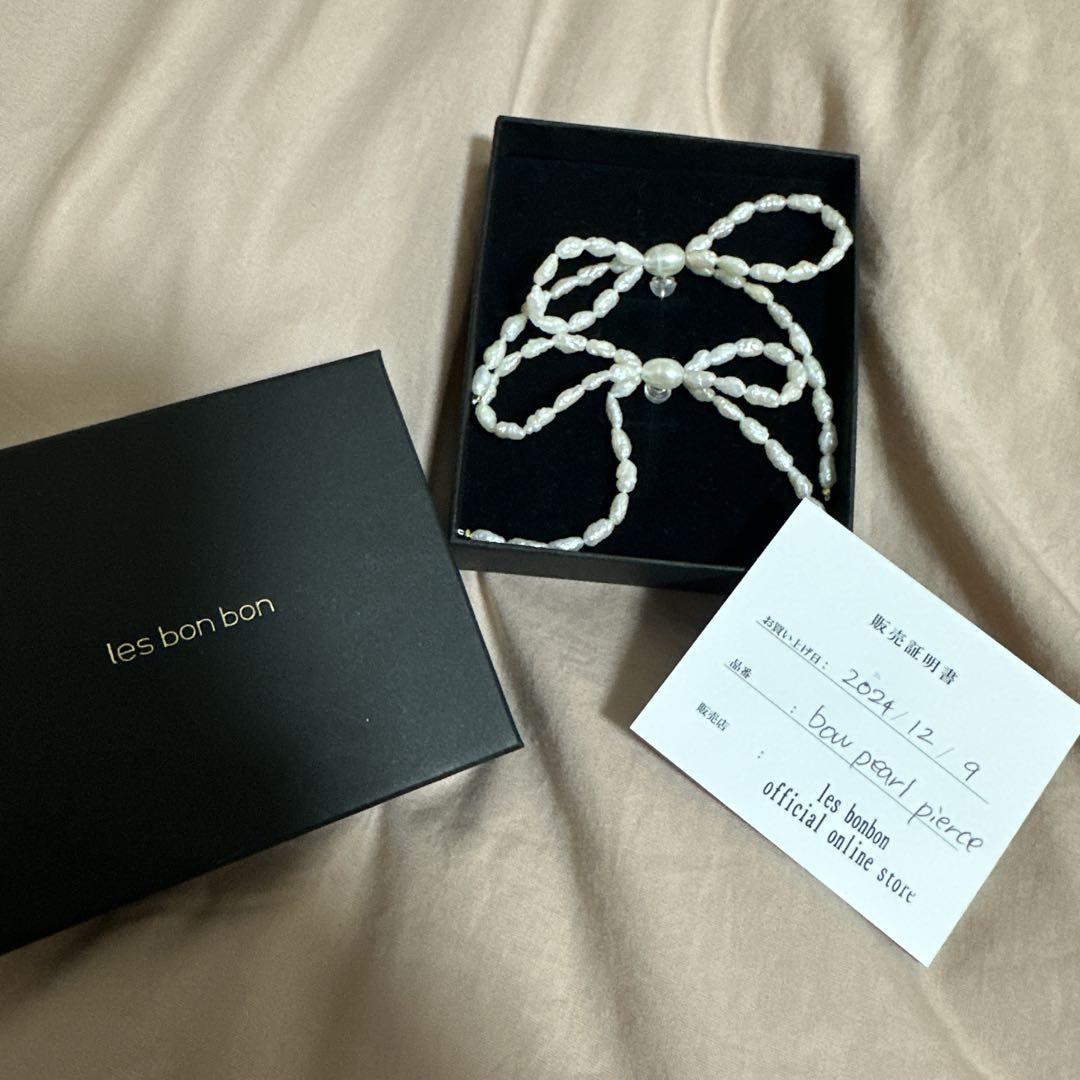 les bon bon
販売証明書
お買い上げ日: 2024/12/9
品番 : bow pearl pierce
販売店 : les bonbon
official online store